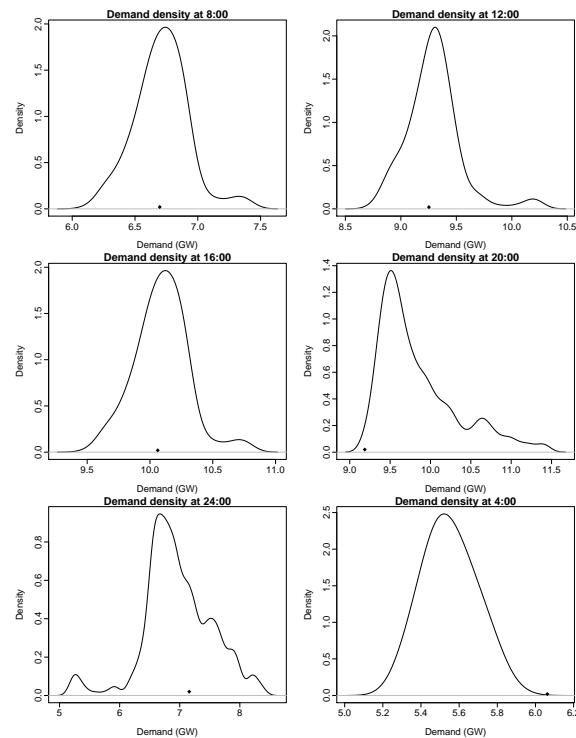 Demand density at 8:00
Density
0.0 0.5 1.0 1.5 2.0
6.0 6.5 7.0 7.5
Demand (GW)
Demand density at 12:00
Density
0.0 0.5 1.0 1.5 2.0
8.5 9.0 9.5 10.0 10.5
Demand (GW)
Demand density at 16:00
Density
0.0 0.5 1.0 1.5 2.0
9.5 10.0 10.5 11.0
Demand (GW)
Demand density at 20:00
Density
0.0 0.2 0.4 0.6 0.8 1.0 1.2 1.4
9.0 9.5 10.0 10.5 11.0 11.5
Demand (GW)
Demand density at 24:00
Density
0.0 0.2 0.4 0.6 0.8
5 6 7 8
Demand (GW)
Demand density at 4:00
Density
0.0 0.5 1.0 1.5 2.0 2.5
5.0 5.2 5.4 5.6 5.8 6.0 6.2
Demand (GW)